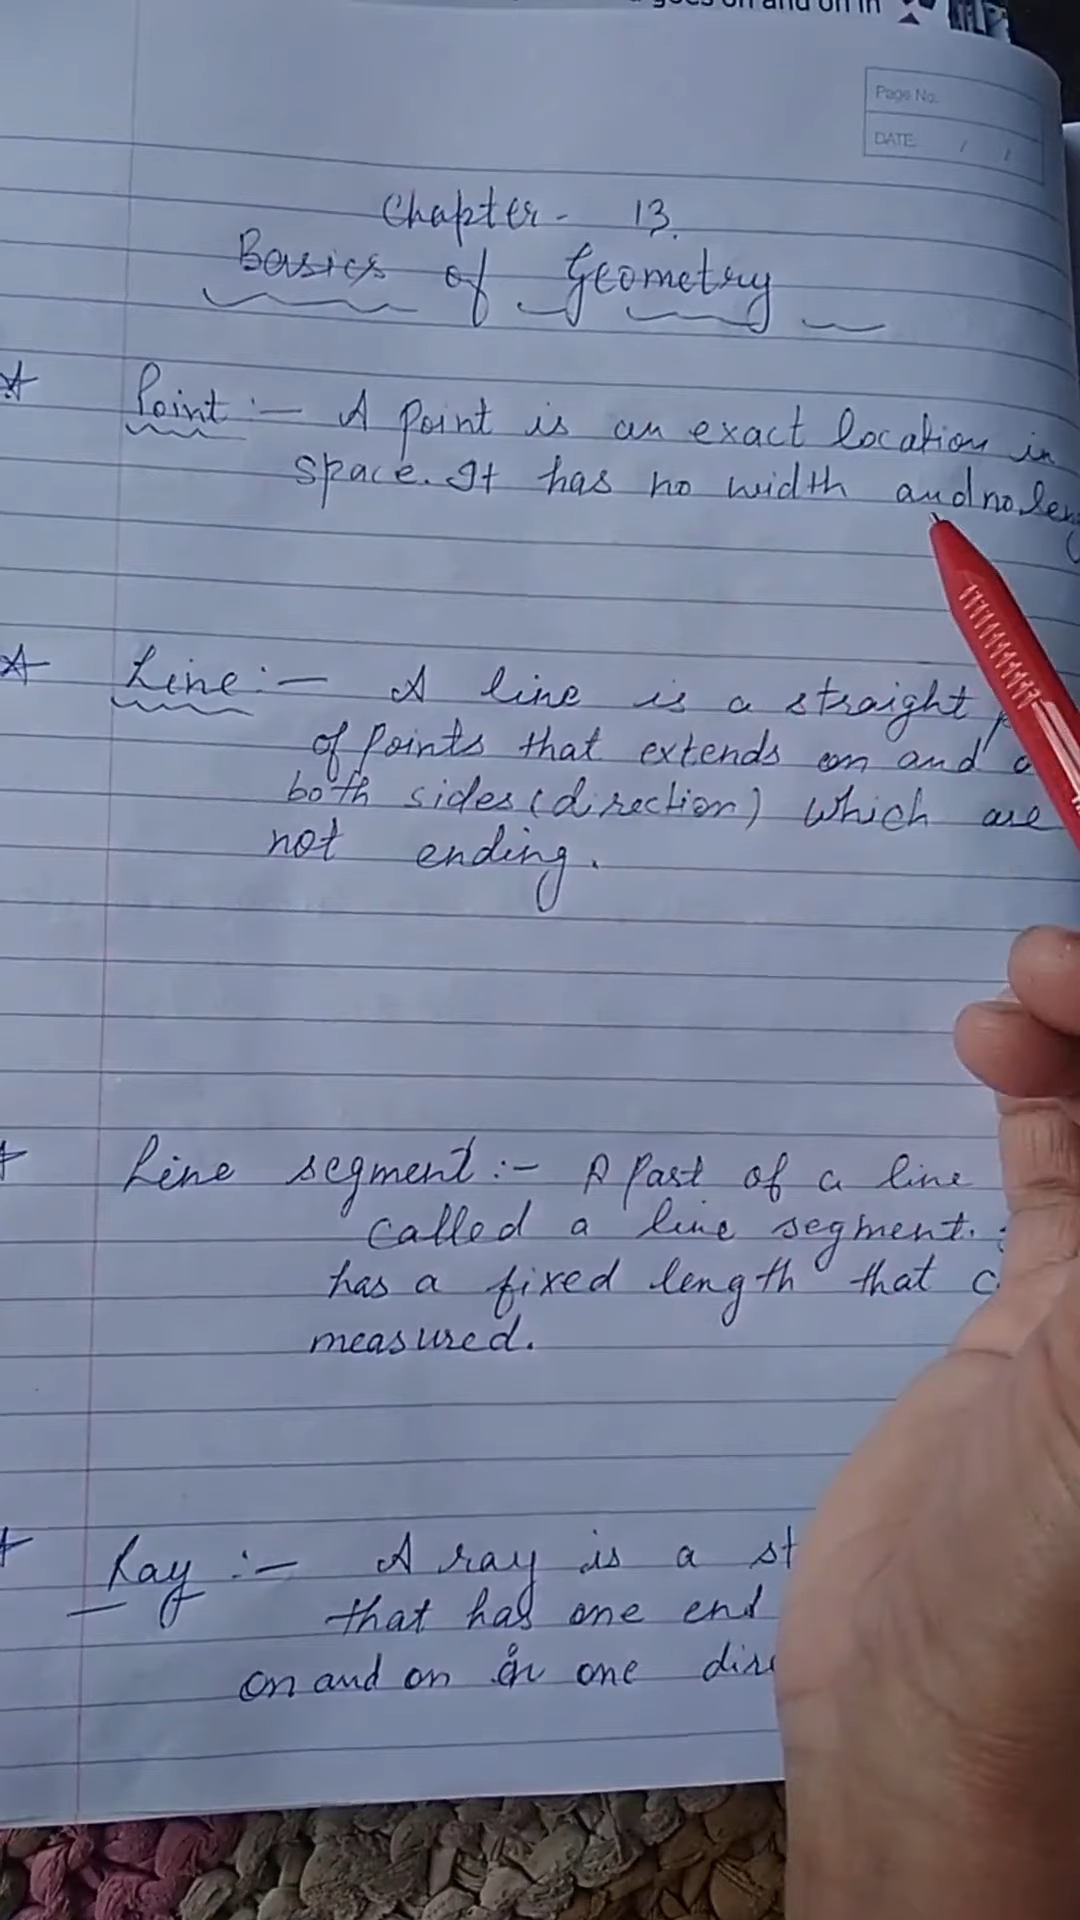 goes on and on in
Page No.
DATE: / /
Chapter - 13.
Basics of Geometry
Point :- A point is an exact location in
space. It has no width and no leng
Line :- A line is a straight p
of points that extends on and o
both sides (direction) which are
not ending.
Line segment :- A Part of a line
called a line segment.
has a fixed length that c
measured.
Ray :- A ray is a st
that has one end
on and on in one dire